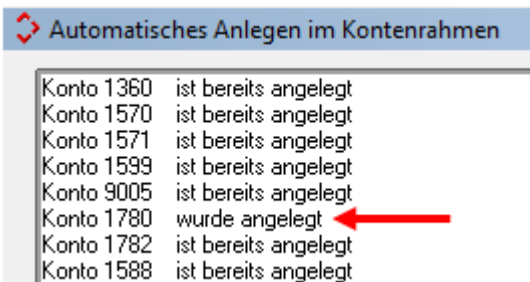 Automatisches Anlegen im Kontenrahmen
Konto 1360 ist bereits angelegt
Konto 1570 ist bereits angelegt
Konto 1571 ist bereits angelegt
Konto 1599 ist bereits angelegt
Konto 9005 ist bereits angelegt
Konto 1780 wurde angelegt
Konto 1782 ist bereits angelegt
Konto 1588 ist bereits angelegt